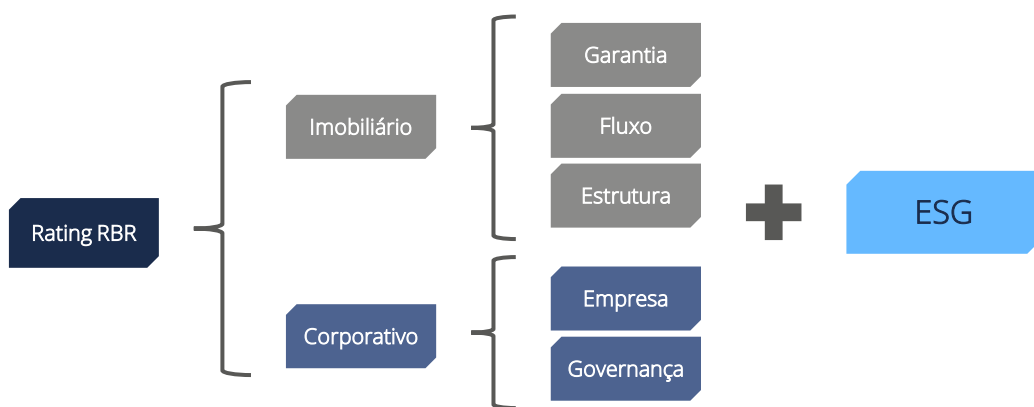 Rating RBR
Imobiliário
Garantia
Fluxo
Estrutura
Corporativo
Empresa
Governança
ESG